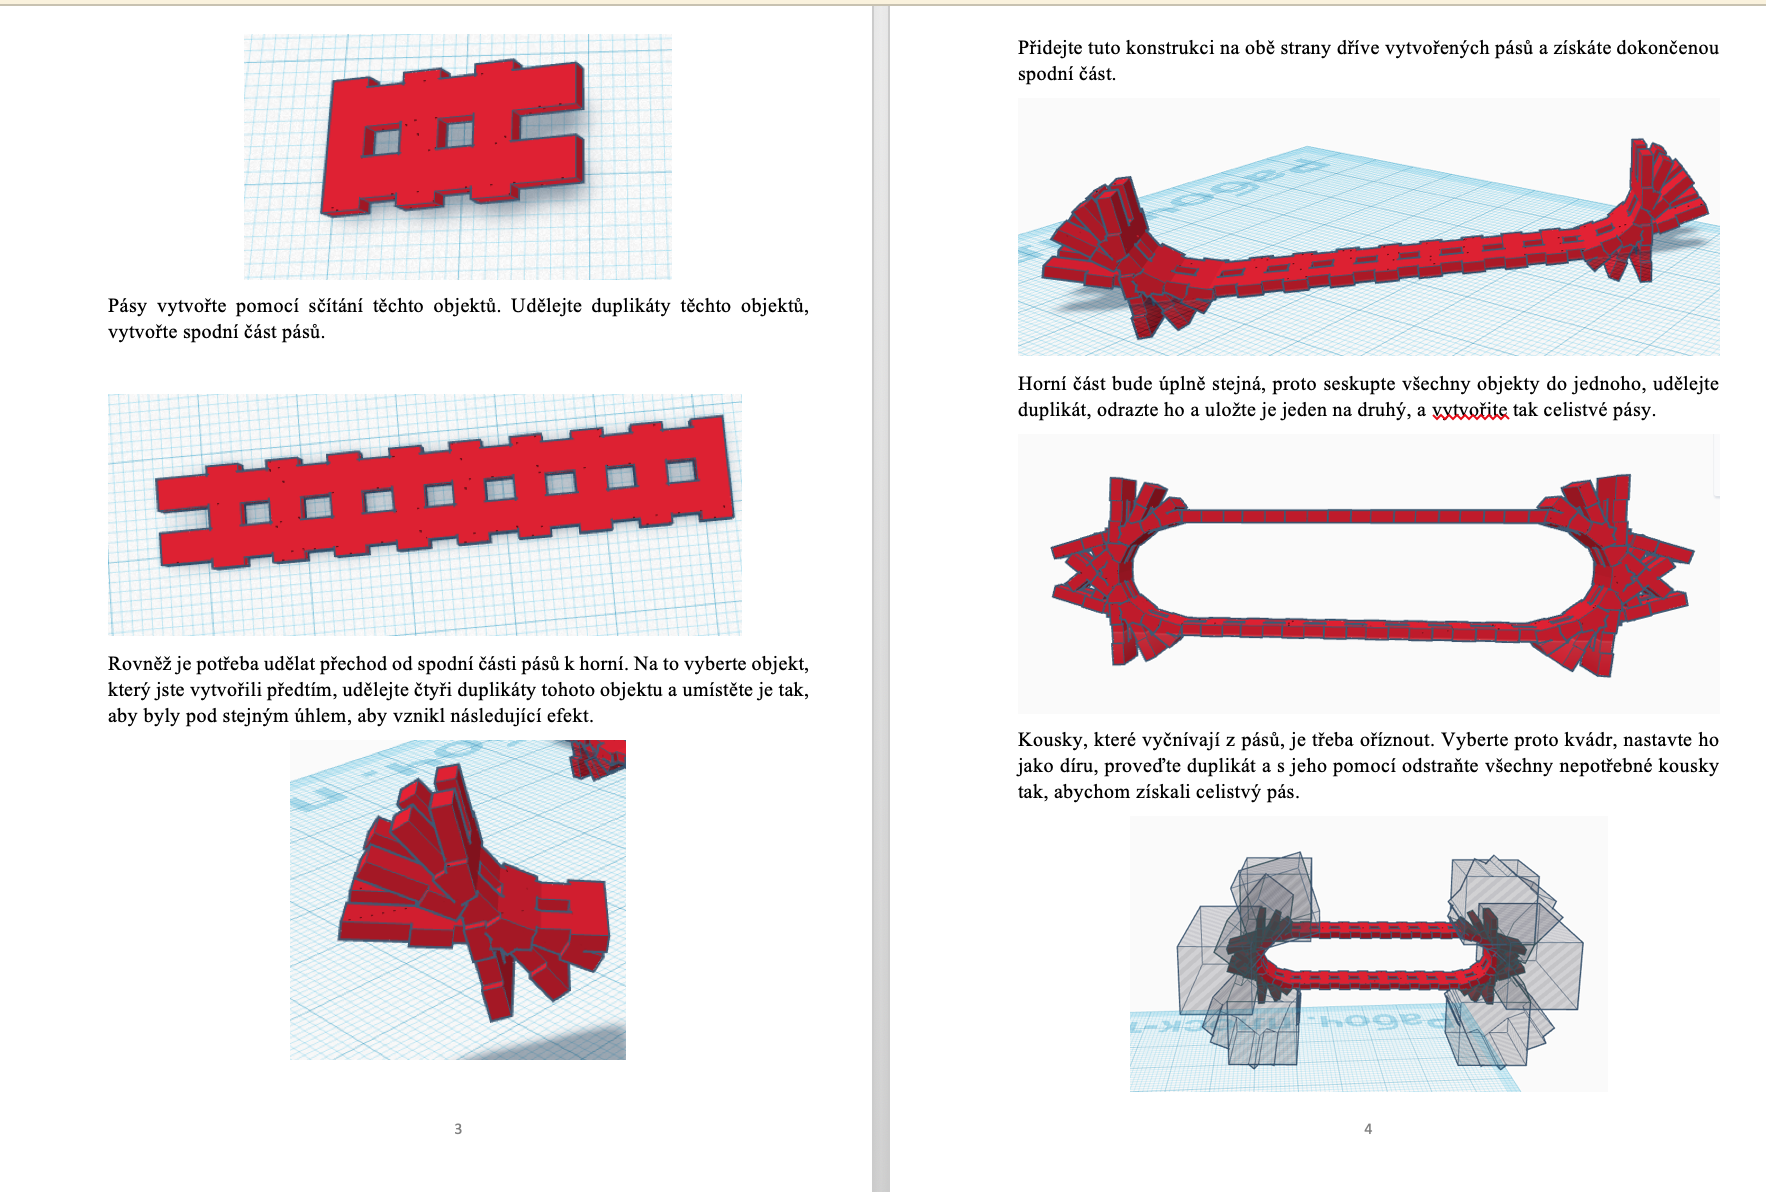 Pásy vytvořte pomocí sčítání těchto objektů. Udělejte duplikáty těchto objektů,
vytvořte spodní část pásů.
Rovněž je potřeba udělat přechod od spodní části pásů k horní. Na to vyberte objekt,
který jste vytvořili předtím, udělejte čtyři duplikáty tohoto objektu a umístěte je tak,
aby byly pod stejným úhlem, aby vznikl následující efekt.
3
Přidejte tuto konstrukci na obě strany dříve vytvořených pásů a získáte dokončenou
spodní část.
Horní část bude úplně stejná, proto seskupte všechny objekty do jednoho, udělejte
duplikát, odrazte ho a uložte je jeden na druhý, a vytvořite tak celistvé pásy.
Kousky, které vyčnívají z pásů, je třeba oříznout. Vyberte proto kvádr, nastavte ho
jako díru, proveďte duplikát a s jeho pomocí odstraňte všechny nepotřebné kousky
tak, abychom získali celistvý pás.
4